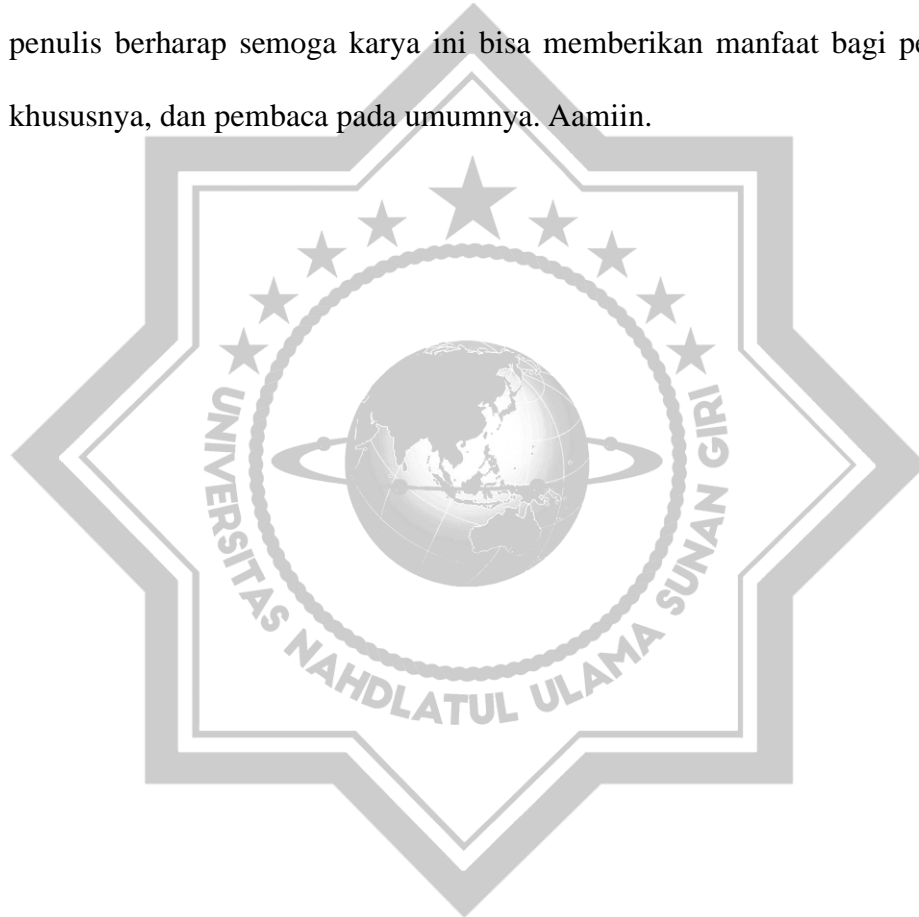 penulis berharap semoga karya ini bisa memberikan manfaat bagi
khususnya, dan pembaca pada umumnya. Aamiin.
UNIVERSITAS NAHDLATUL ULAMA SUNAN GIRI